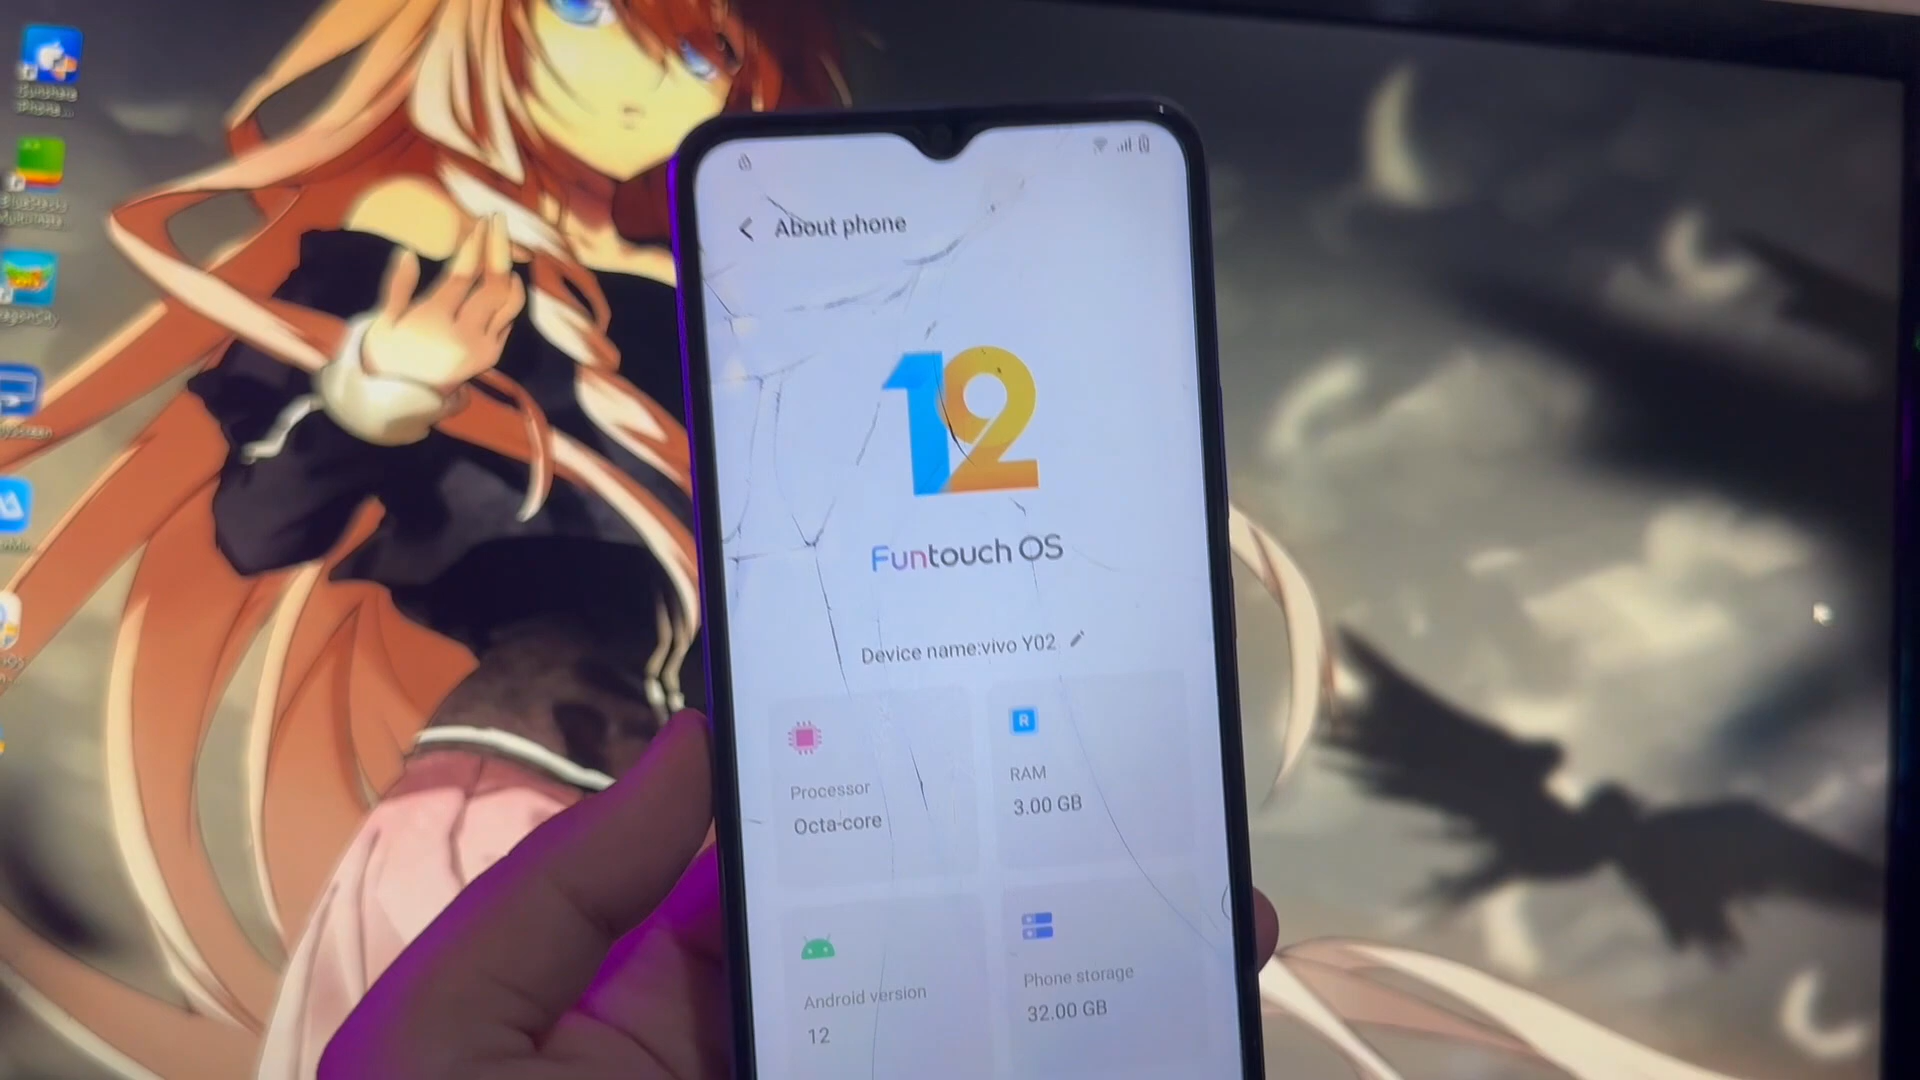 About phone
12
Funtouch OS
Device name:vivo Y02
R
Processor
Octa-core
RAM
3.00 GB
Android version
12
Phone storage
32.00 GB